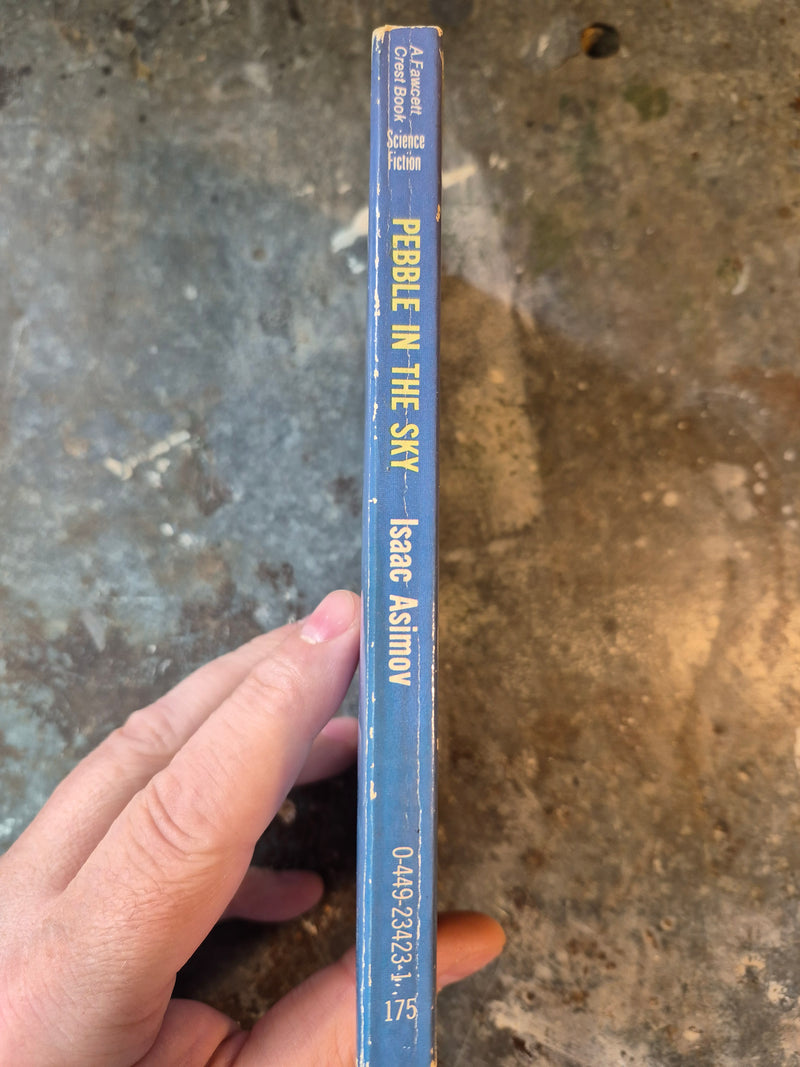 A Fawcett
Crest Book
Science
Fiction
PEBBLE IN THE SKY
Isaac Asimov
0-449-23423-1
175